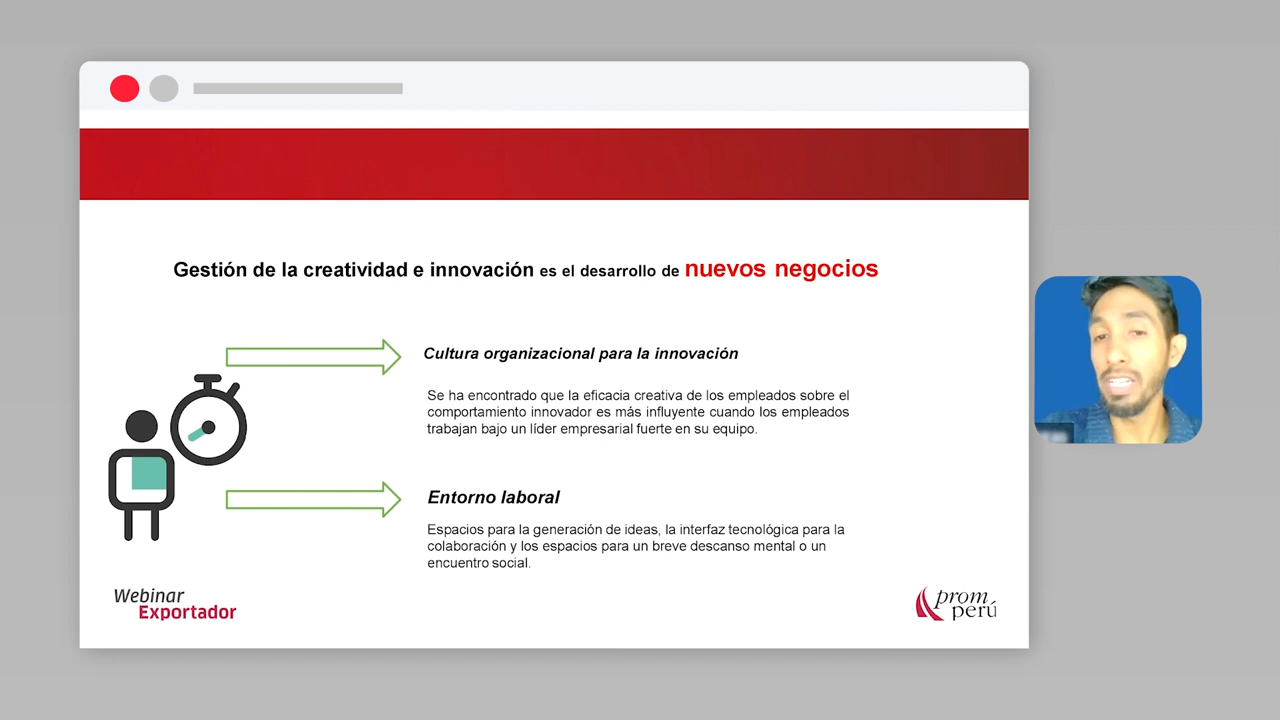 Gestión de la creatividad e innovación es el desarrollo de nuevos negocios
Cultura organizacional para la innovación
Se ha encontrado que la eficacia creativa de los empleados sobre el
comportamiento innovador es más influyente cuando los empleados
trabajan bajo un líder empresarial fuerte en su equipo.
Entorno laboral
Espacios para la generación de ideas, la interfaz tecnológica para la
colaboración y los espacios para un breve descanso mental o un
encuentro social.
Webinar
Exportador
prom
perú